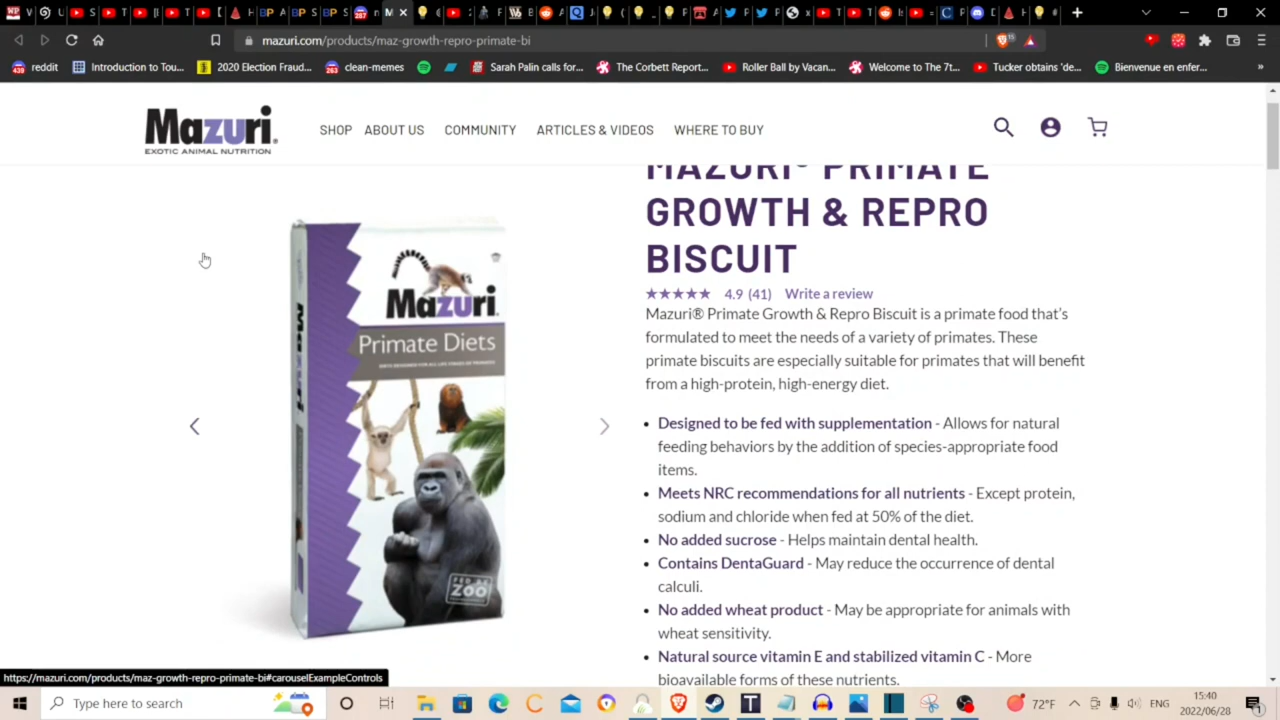 mazuri.com/products/maz-growth-repro-primate-bi
15
439 reddit Introduction to Tou... 2020 Election Fraud... 263 clean-memes Sarah Palin calls for... The Corbett Report... Roller Ball by Vacan... Welcome to The 7t... Tucker obtains 'de... Bienvenue en enfer... »
Mazuri®
EXOTIC ANIMAL NUTRITION
SHOP ABOUT US COMMUNITY ARTICLES & VIDEOS WHERE TO BUY
MAZURI® PRIMATE
GROWTH & REPRO
BISCUIT
4.9 (41) Write a review
Mazuri® Primate Growth & Repro Biscuit is a primate food that's
formulated to meet the needs of a variety of primates. These
primate biscuits are especially suitable for primates that will benefit
from a high-protein, high-energy diet.
• Designed to be fed with supplementation - Allows for natural
feeding behaviors by the addition of species-appropriate food
items.
• Meets NRC recommendations for all nutrients - Except protein,
sodium and chloride when fed at 50% of the diet.
• No added sucrose - Helps maintain dental health.
• Contains DentaGuard - May reduce the occurrence of dental
calculi.
• No added wheat product - May be appropriate for animals with
wheat sensitivity.
• Natural source vitamin E and stabilized vitamin C - More
bioavailable forms of these nutrients.
Mazuri®
Primate Diets
Mazuri
ZOO
https://mazuri.com/products/maz-growth-repro-primate-bi#carouselExampleControls
Type here to search
72°F
ENG
15:40
2022/06/28
1